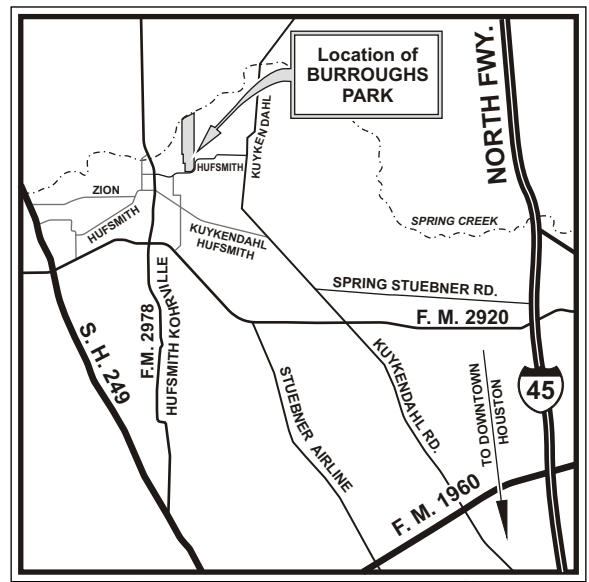 Location of
BURROUGHS
PARK
NORTH FWY.
KUYKENDAHL
HUFSMITH
ZION
HUFSMITH
KUYKENDAHL
HUFSMITH
SPRING CREEK
SPRING STUEBNER RD.
F. M. 2920
S. H. 249
F.M. 2978
HUFSMITH KOHRVILLE
STUEBNER AIRLINE
KUYKENDAHL RD.
TO DOWNTOWN
HOUSTON
45
F. M. 1960